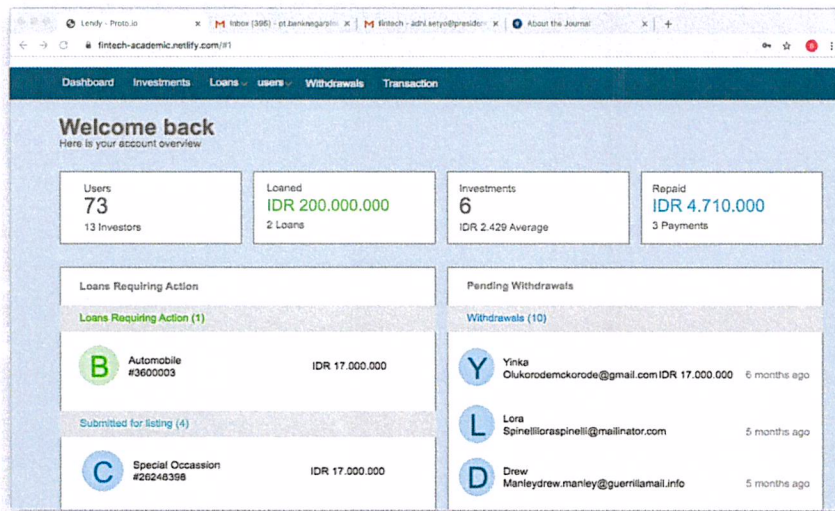 Lendy - Proto.io
Inbox (396) - pt.banknegarpins
fintech - adhi.setyo@president
About the Journal
fintech-academic.netlify.com/#1
Dashboard Investments Loans users Withdrawals Transaction
Welcome back
Here is your account overview
Users
73
13 Investors
Loaned
IDR 200.000.000
2 Loans
Investments
6
IDR 2.429 Average
Repaid
IDR 4.710.000
3 Payments
Loans Requiring Action
Loans Requiring Action (1)
B
Automobile
#3600003
IDR 17.000.000
Submitted for listing (4)
C
Special Occassion
#26248398
IDR 17.000.000
Pending Withdrawals
Withdrawals (10)
Y
Yinka
Olukorodemckorode@gmail.com IDR 17.000.000 6 months ago
L
Lora
Spinelliloraspinelli@mailinator.com 5 months ago
D
Drew
Manleydrew.manley@guerrillamail.info 5 months ago